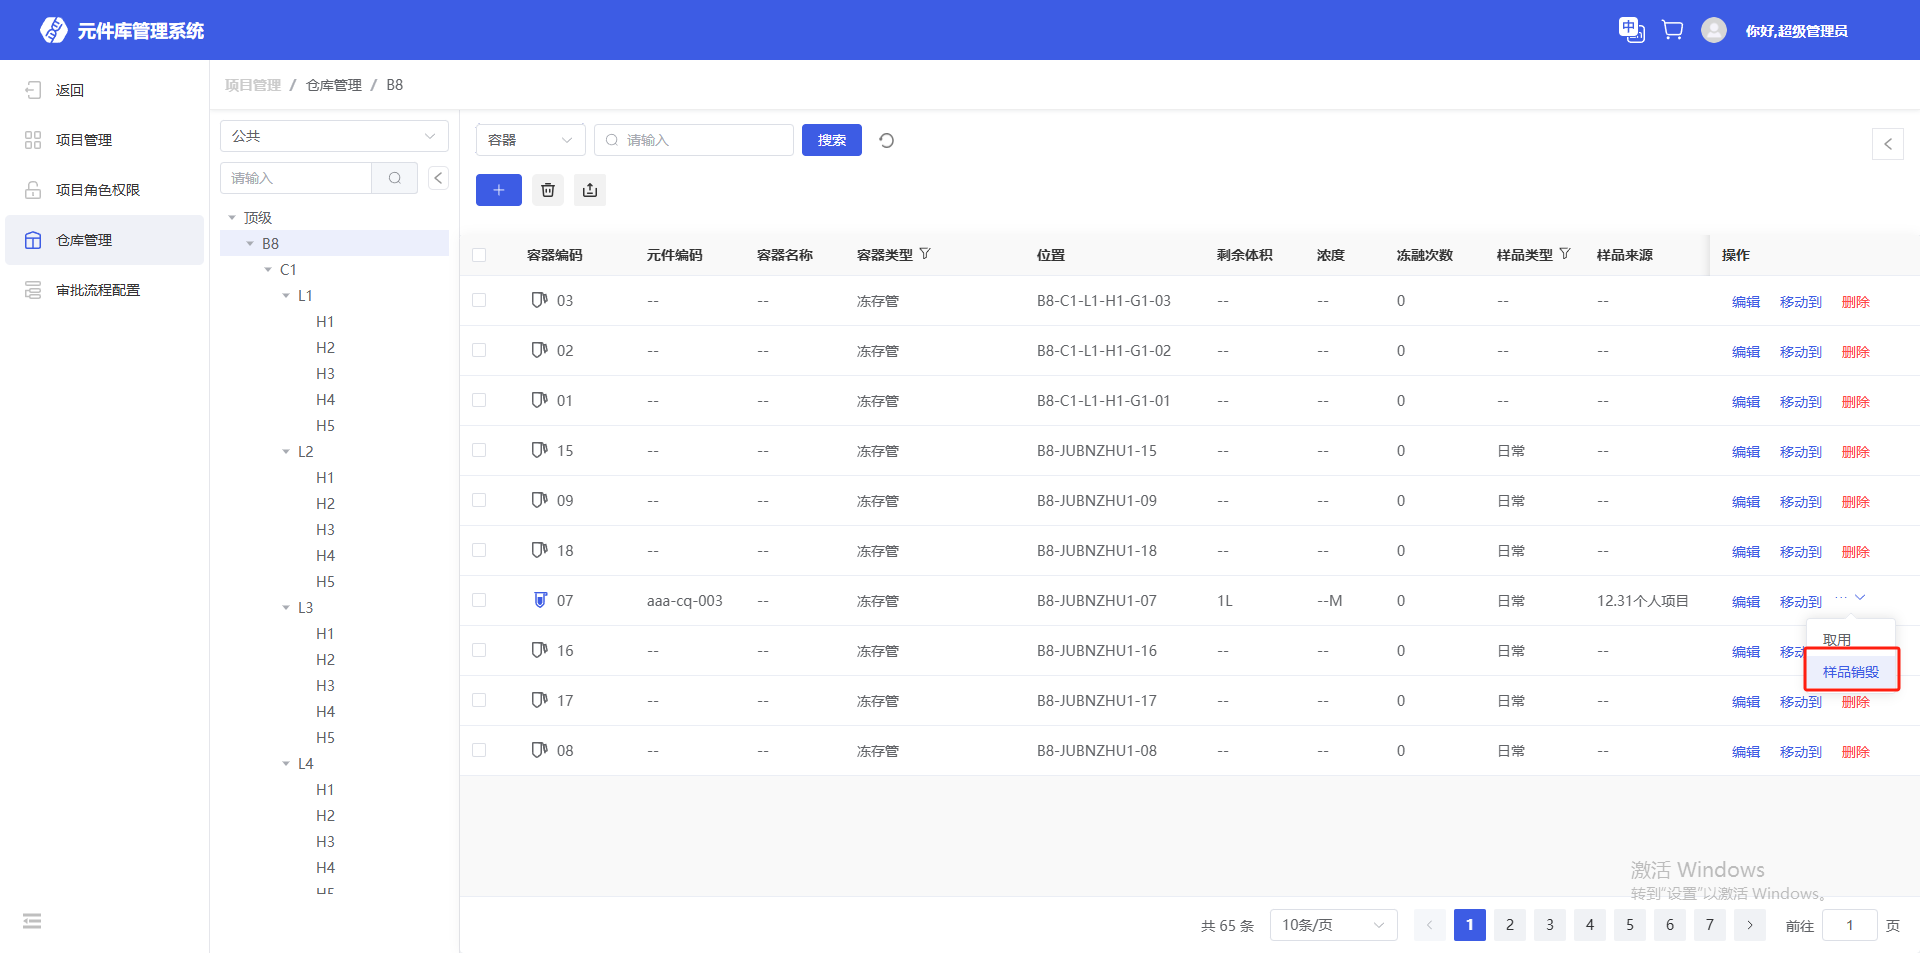 元件库管理系统
中
你好,超级管理员
返回
项目管理
项目角色权限
仓库管理
审批流程配置
项目管理 / 仓库管理 / B8
公共
请输入
顶级
B8
C1
L1
H1
H2
H3
H4
H5
L2
H1
H2
H3
H4
H5
L3
H1
H2
H3
H4
H5
L4
H1
H2
H3
H4
H5
容器 请输入 搜索
容器编码 元件编码 容器名称 容器类型 位置 剩余体积 浓度 冻融次数 样品类型 样品来源 操作
03 -- -- 冻存管 B8-C1-L1-H1-G1-03 -- -- 0 -- -- 编辑 移动到 删除
02 -- -- 冻存管 B8-C1-L1-H1-G1-02 -- -- 0 -- -- 编辑 移动到 删除
01 -- -- 冻存管 B8-C1-L1-H1-G1-01 -- -- 0 -- -- 编辑 移动到 删除
15 -- -- 冻存管 B8-JUBNZHU1-15 -- -- 0 日常 -- 编辑 移动到 删除
09 -- -- 冻存管 B8-JUBNZHU1-09 -- -- 0 日常 -- 编辑 移动到 删除
18 -- -- 冻存管 B8-JUBNZHU1-18 -- -- 0 日常 -- 编辑 移动到 删除
07 aaa-cq-003 -- 冻存管 B8-JUBNZHU1-07 1L --M 0 日常 12.31个人项目 编辑 移动到 ...
取用
样品销毁
16 -- -- 冻存管 B8-JUBNZHU1-16 -- -- 0 日常 -- 编辑 移动
17 -- -- 冻存管 B8-JUBNZHU1-17 -- -- 0 日常 -- 编辑 移动到 删除
08 -- -- 冻存管 B8-JUBNZHU1-08 -- -- 0 日常 -- 编辑 移动到 删除
激活 Windows
转到"设置"以激活 Windows。
共 65 条 10条/页 1 2 3 4 5 6 7 前往 1 页